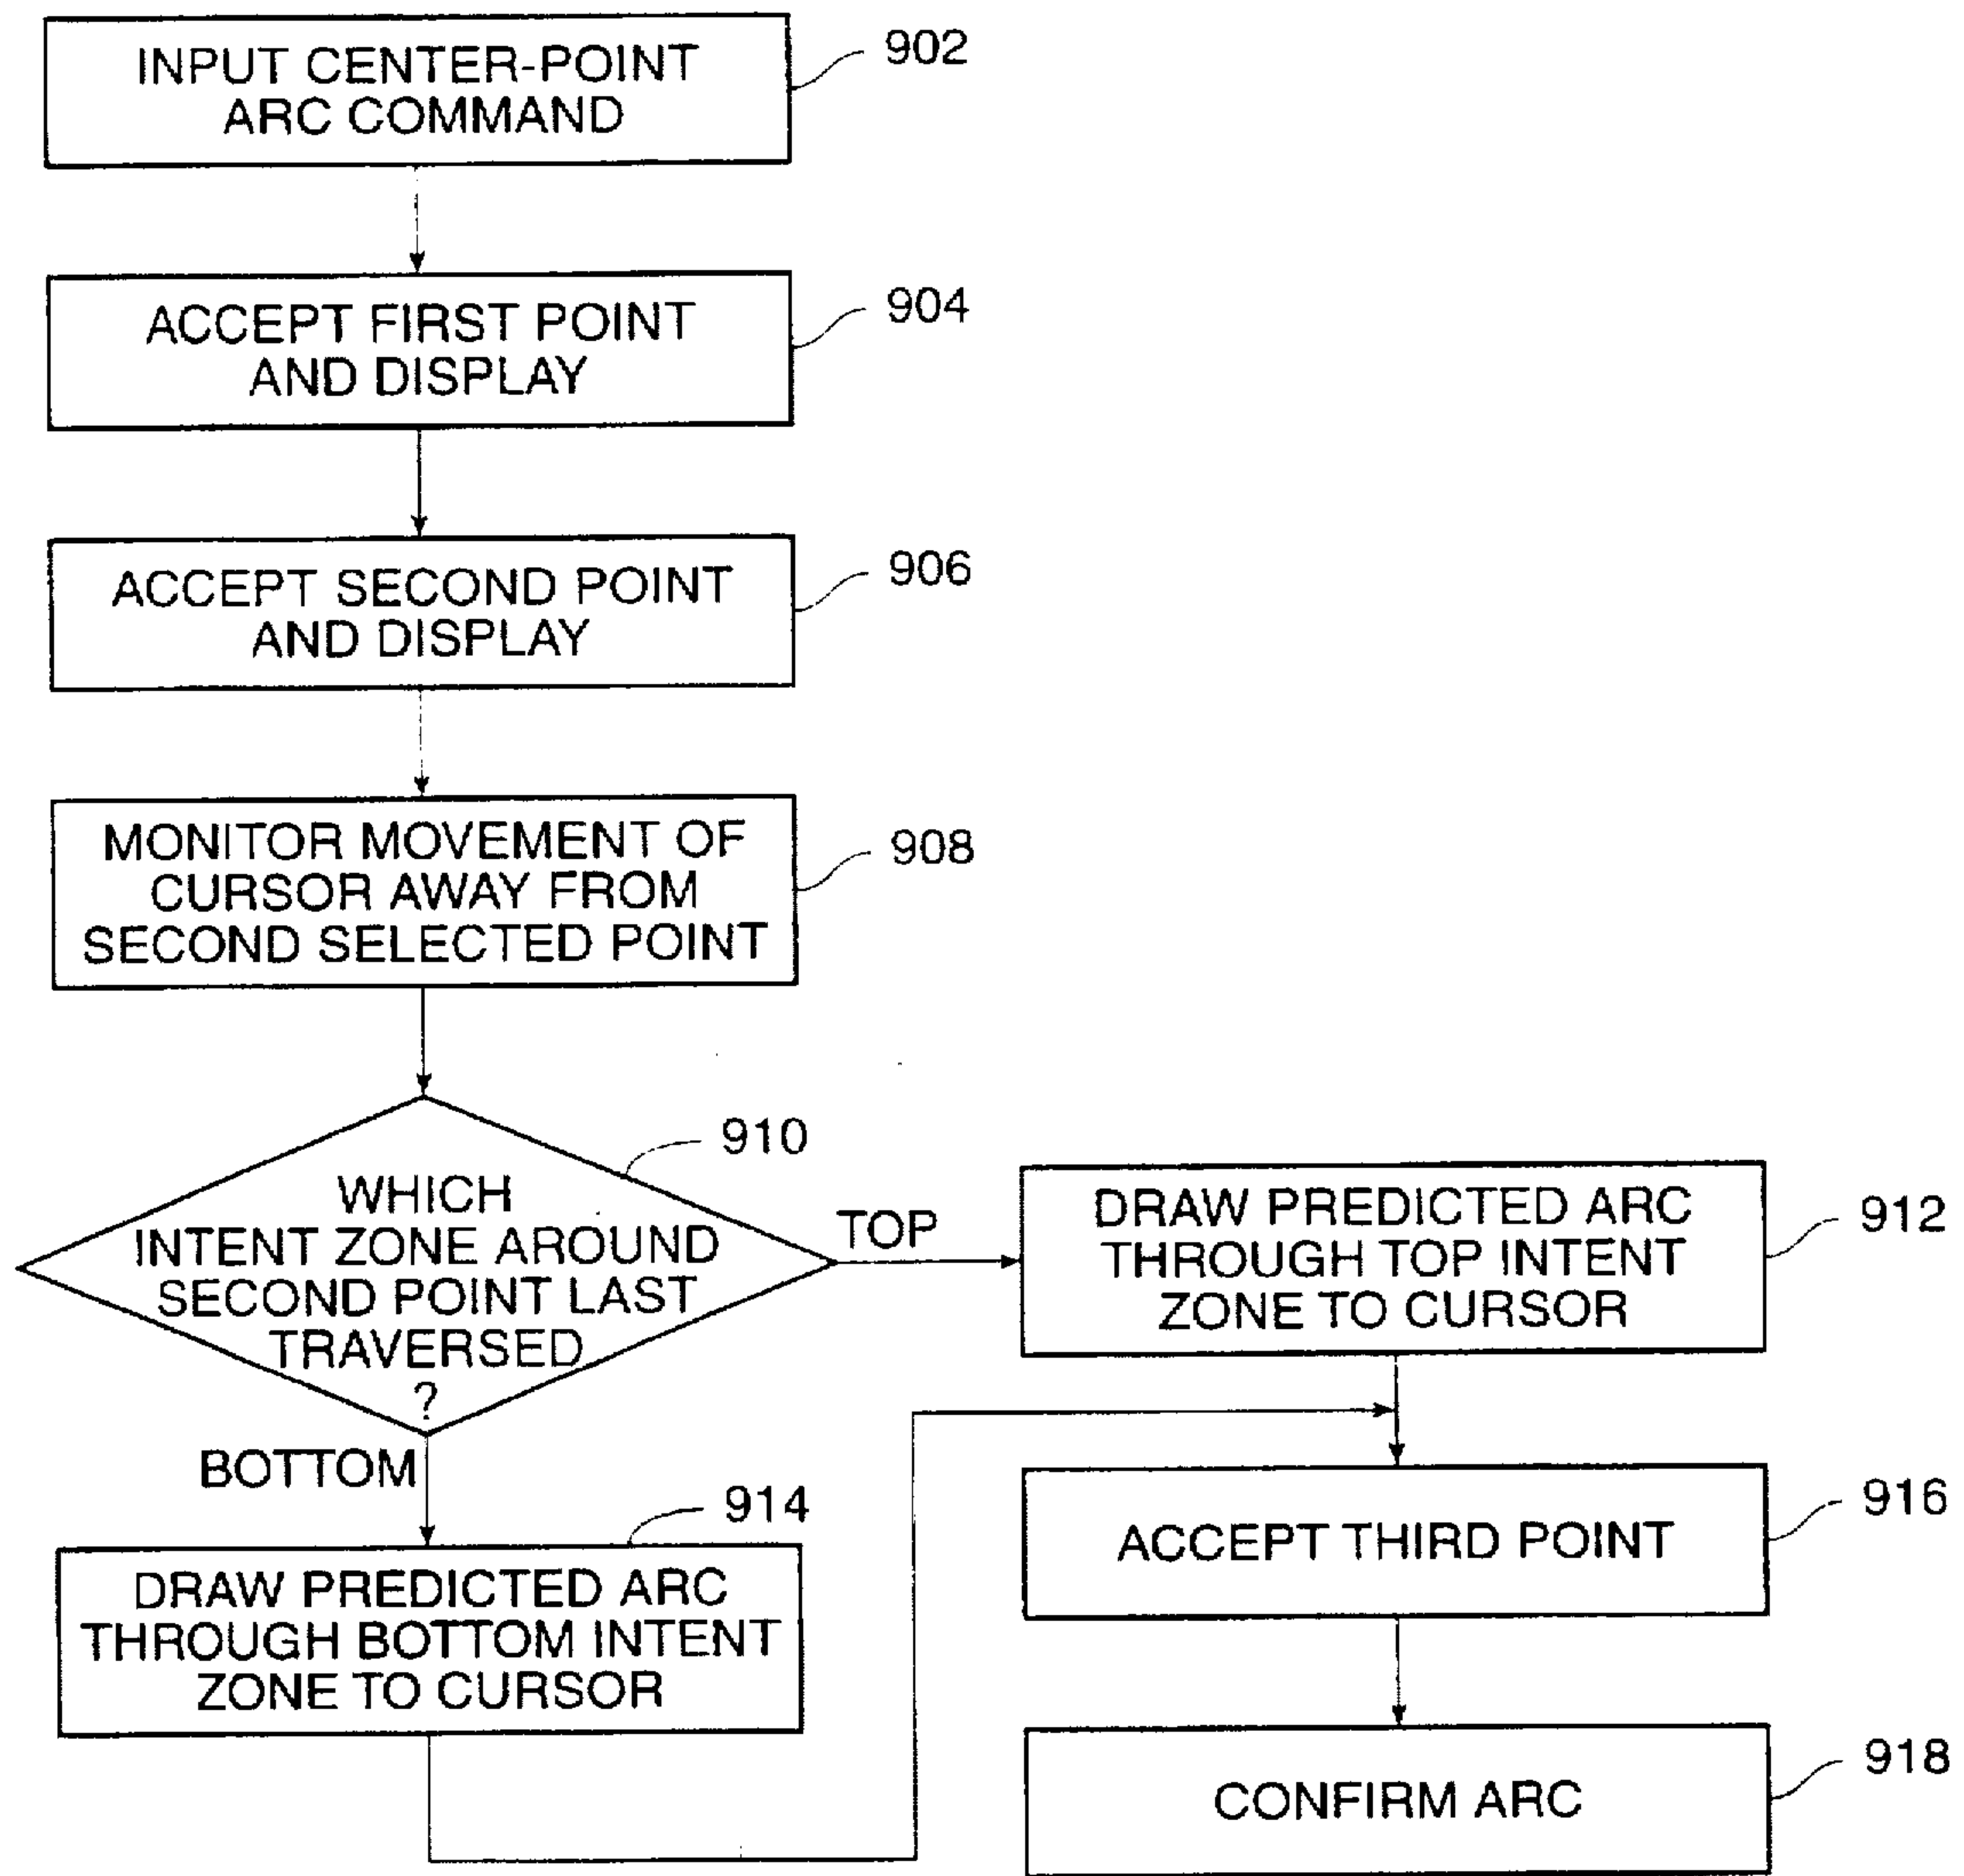 INPUT CENTER-POINT
ARC COMMAND
902
ACCEPT FIRST POINT
AND DISPLAY
904
ACCEPT SECOND POINT
AND DISPLAY
906
MONITOR MOVEMENT OF
CURSOR AWAY FROM
SECOND SELECTED POINT
908
WHICH
INTENT ZONE AROUND
SECOND POINT LAST
TRAVERSED
?
910
TOP
DRAW PREDICTED ARC
THROUGH TOP INTENT
ZONE TO CURSOR
912
BOTTOM
DRAW PREDICTED ARC
THROUGH BOTTOM INTENT
ZONE TO CURSOR
914
ACCEPT THIRD POINT
916
CONFIRM ARC
918